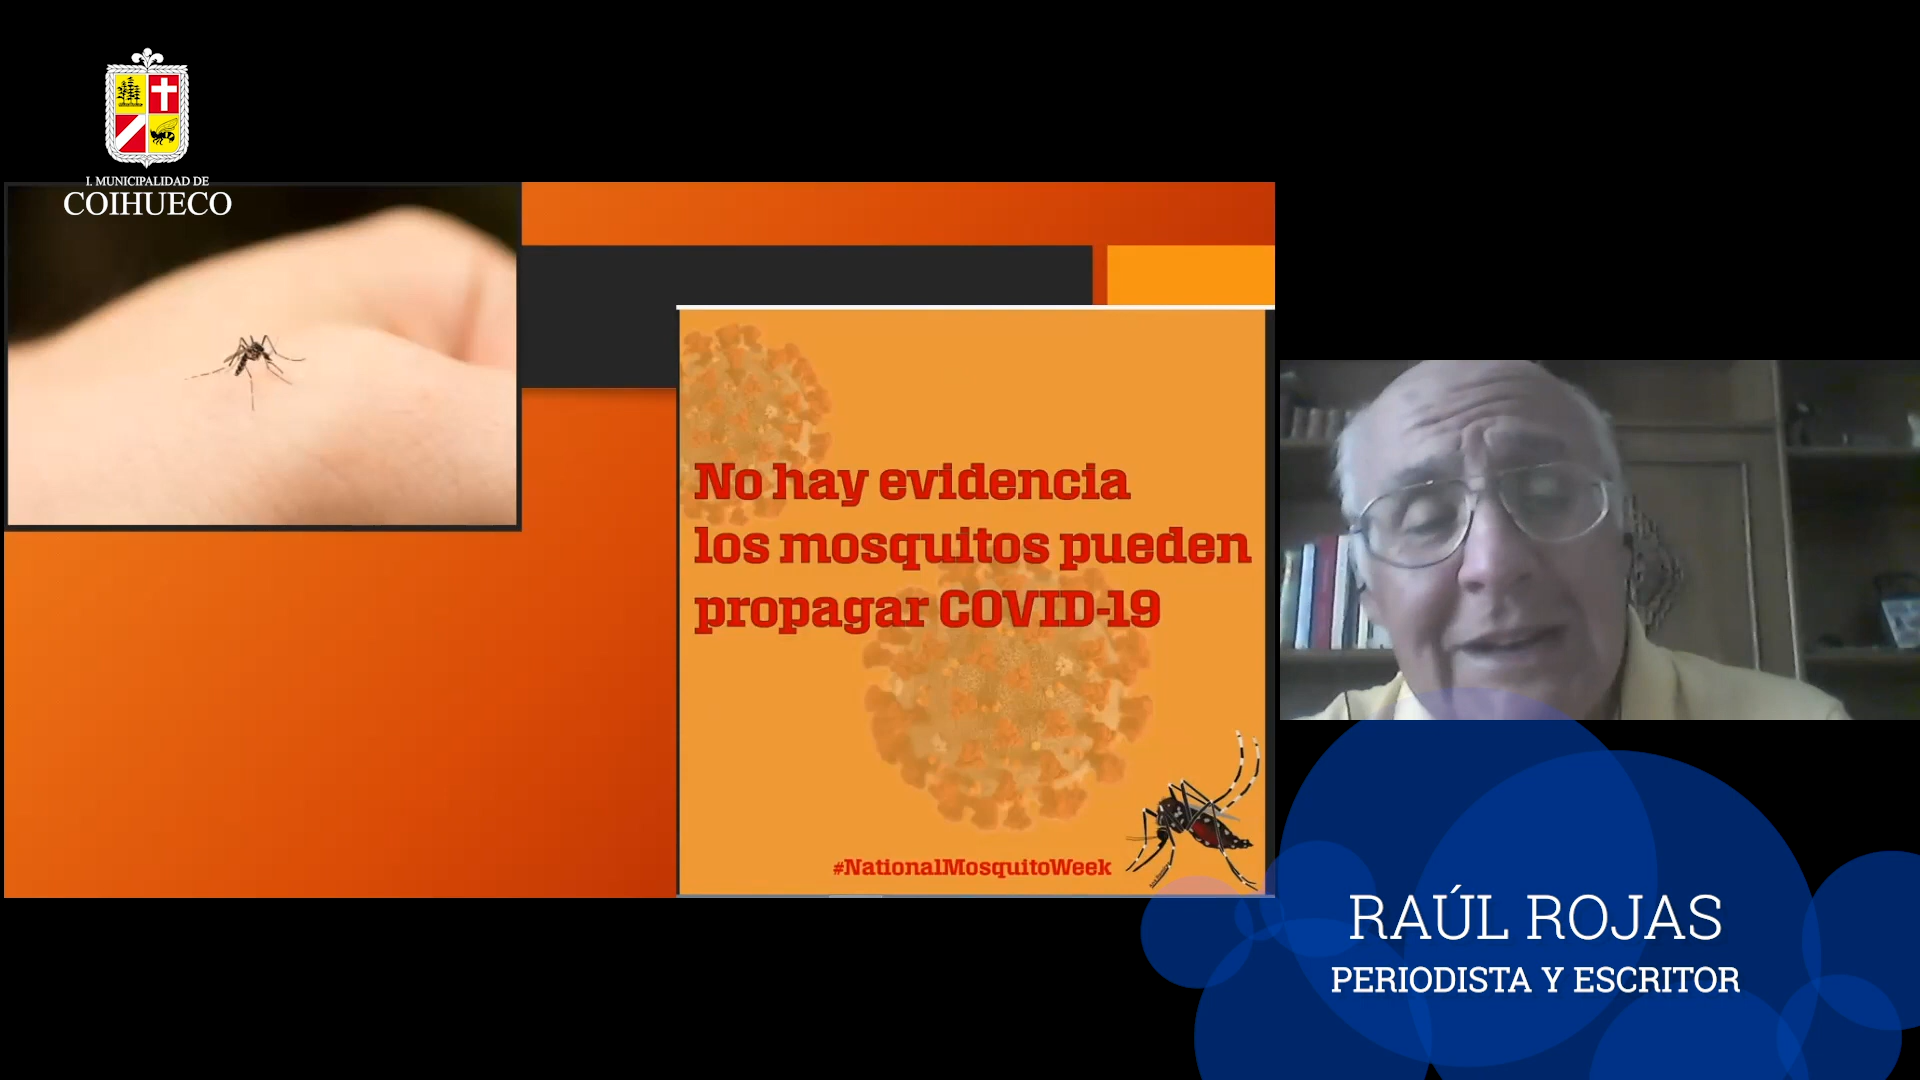 I. MUNICIPALIDAD DE
COIHUECO
No hay evidencia
los mosquitos pueden
propagar COVID-19
#NationalMosquitoWeek
RAÚL ROJAS
PERIODISTA Y ESCRITOR